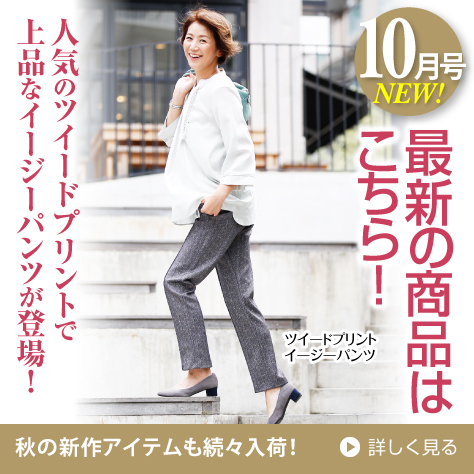 10月号
NEW!
最新の商品は
こちら!
人気のツイードプリントで
上品なイージーパンツが登場!
ツイードプリント
イージーパンツ
秋の新作アイテムも続々入荷!
詳しく見る